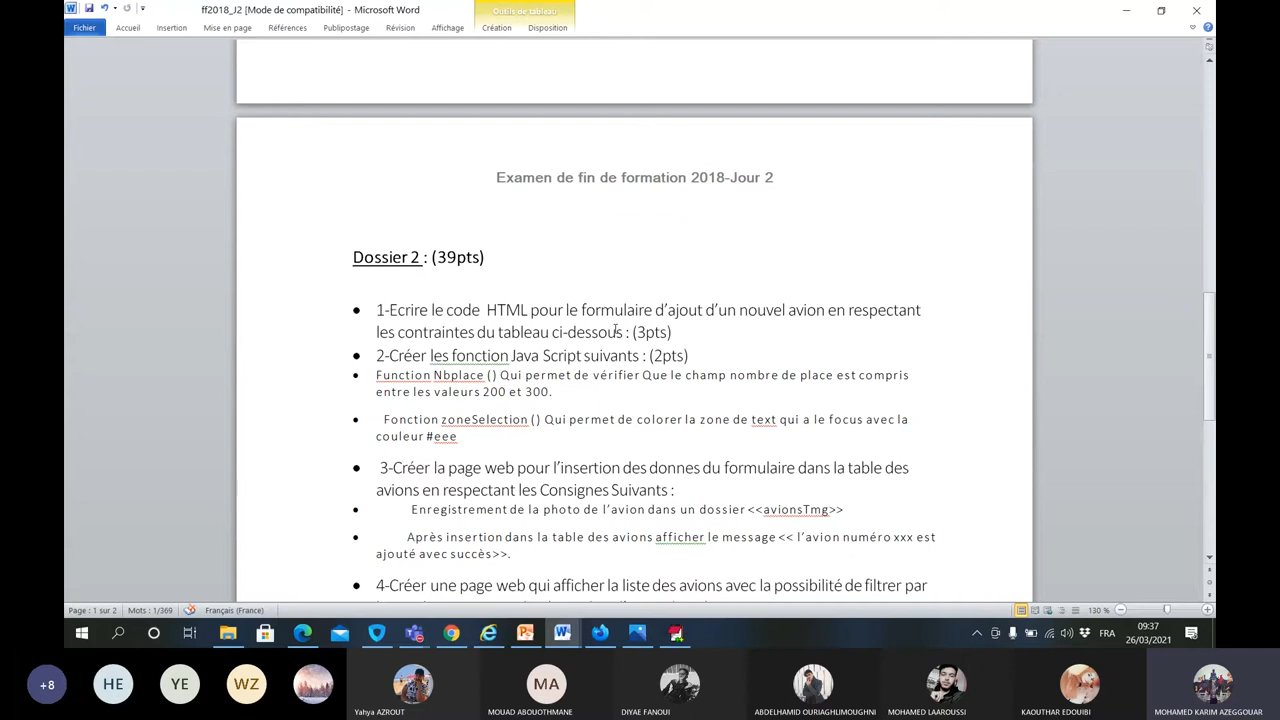 ff2018_J2 [Mode de compatibilité] - Microsoft Word
Outils de tableau
Fichier Accueil Insertion Mise en page Références Publipostage Révision Affichage Création Disposition
Examen de fin de formation 2018-Jour 2
Dossier 2 : (39pts)
• 1-Ecrire le code HTML pour le formulaire d’ajout d’un nouvel avion en respectant
les contraintes du tableau ci-dessous : (3pts)
• 2-Créer les fonction Java Script suivants : (2pts)
• Function Nbplace () Qui permet de vérifier Que le champ nombre de place est compris
entre les valeurs 200 et 300.
• Fonction zoneSelection () Qui permet de colorer la zone de text qui a le focus avec la
couleur #eee
• 3-Créer la page web pour l’insertion des donnes du formulaire dans la table des
avions en respectant les Consignes Suivants :
• Enregistrement de la photo de l’avion dans un dossier <<avionsTmg>>
• Après insertion dans la table des avions afficher le message << l’avion numéro xxx est
ajouté avec succès>>.
• 4-Créer une page web qui afficher la liste des avions avec la possibilité de filtrer par
Page : 1 sur 2 Mots : 1/369 Français (France) 130 %
FRA
09:37
26/03/2021
+8 HE YE WZ MA
Yahya AZROUT MOUAD ABOUOTHMANE DIYAE FANOUI ABDELHAMID OURIAGHLIMOUGHNI MOHAMED LAAROUSSI KAOUTHAR EDOUIBI MOHAMED KARIM AZEGGOUAR